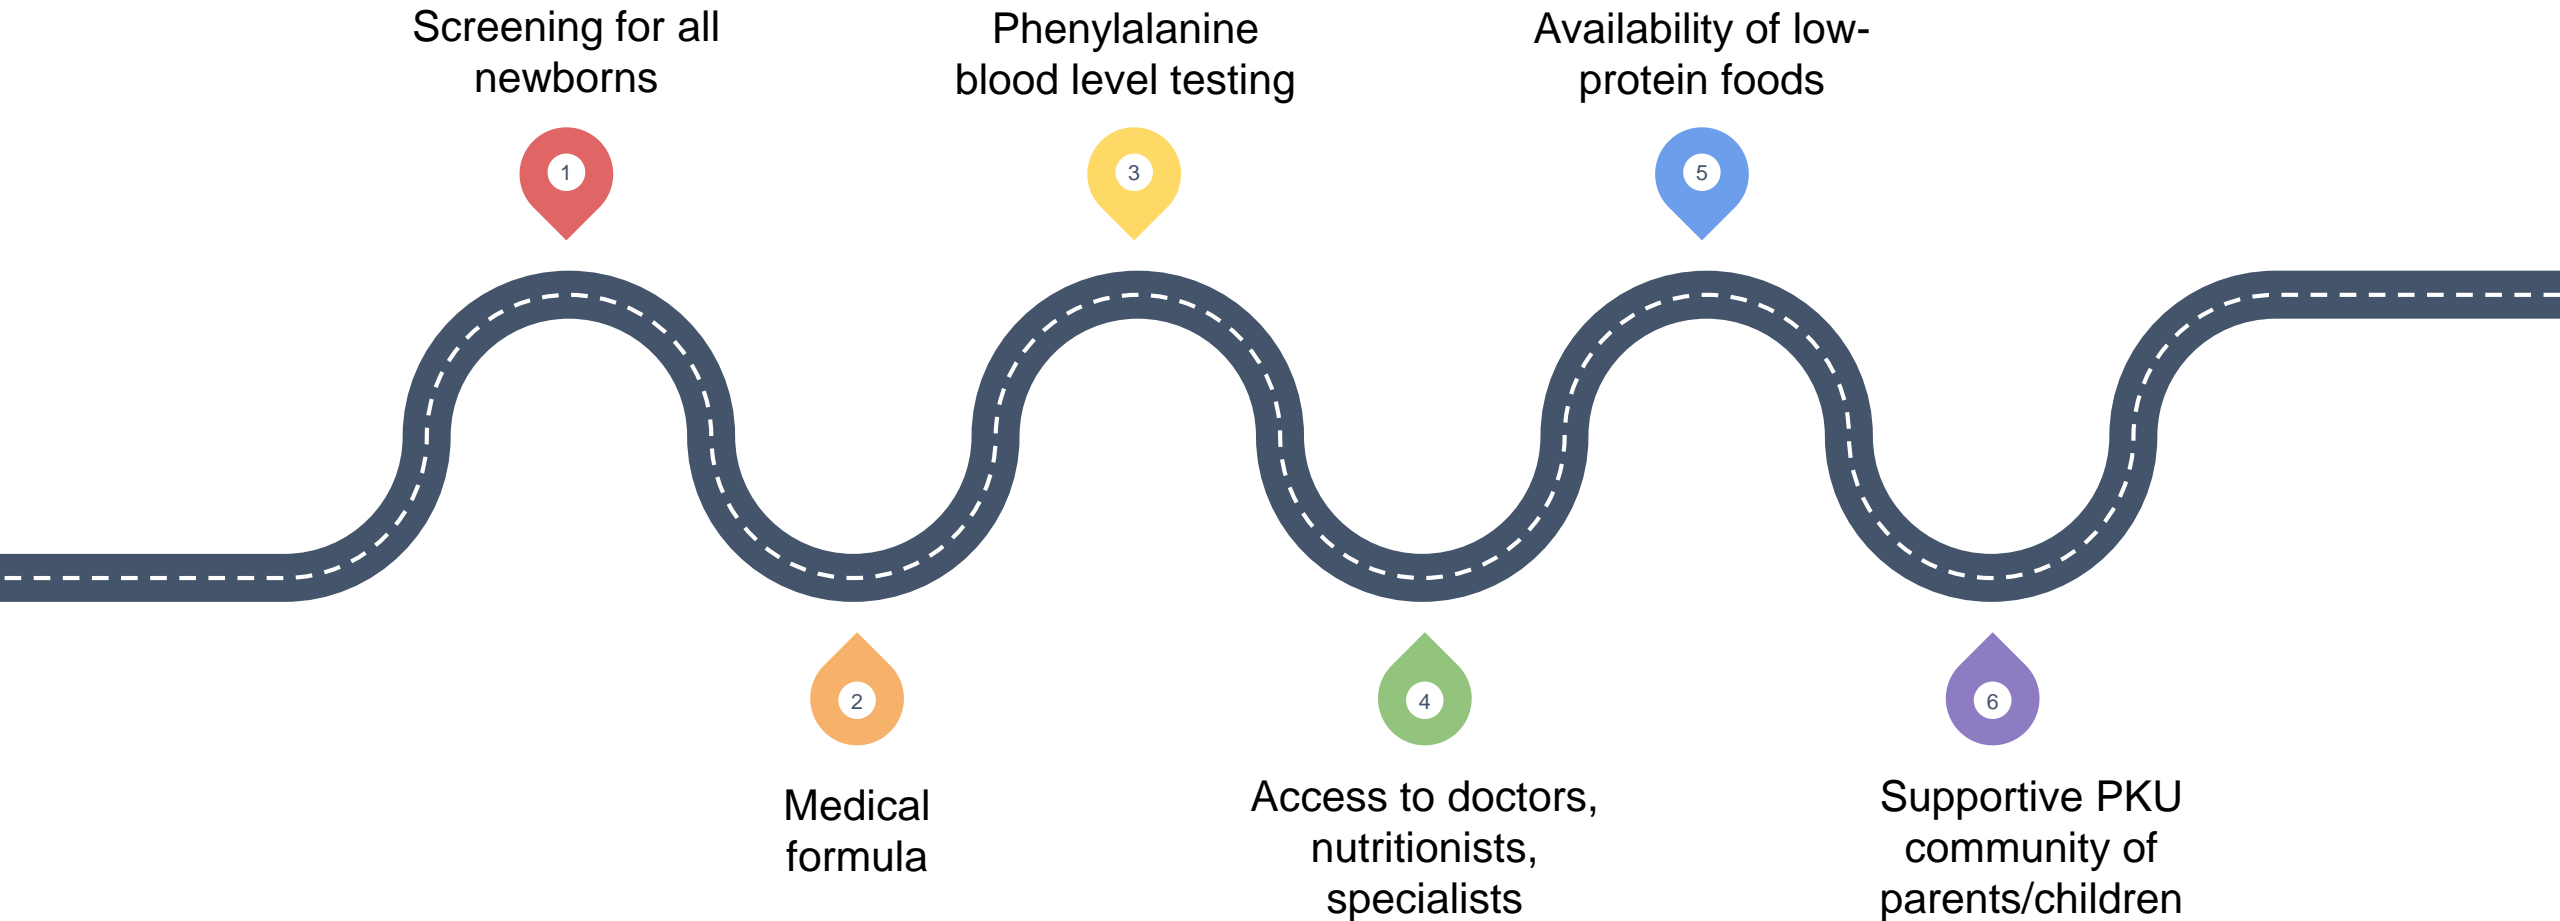 Screening for all
newborns
1
Medical
formula
2
Phenylalanine
blood level testing
3
Access to doctors,
nutritionists,
specialists
4
Availability of low-
protein foods
5
Supportive PKU
community of
parents/children
6